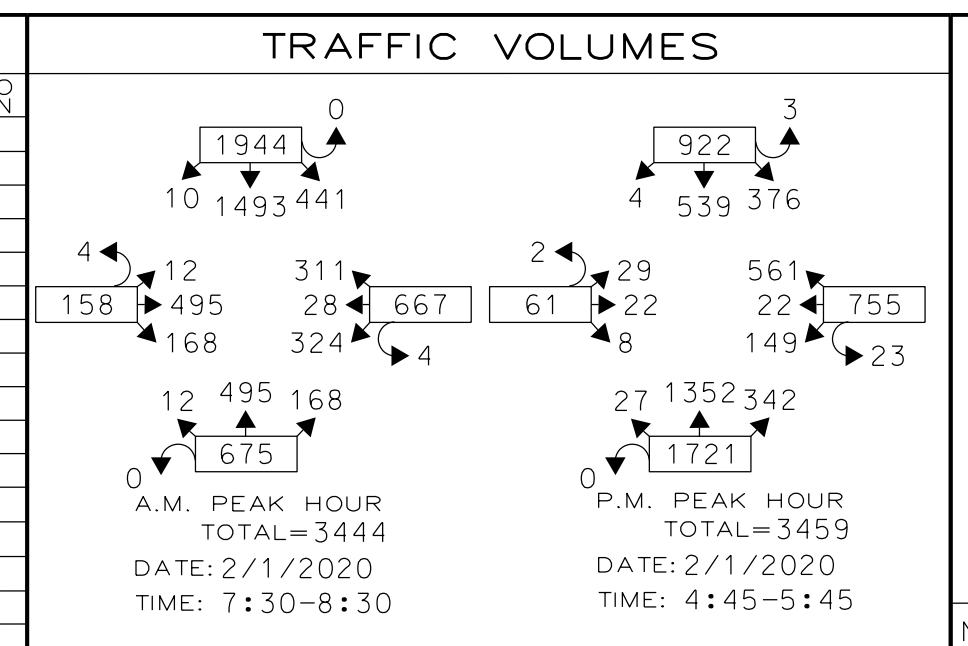 TRAFFIC VOLUMES
NO
0
1944
10 1493 441
4
12
158 495
168
311
28 667
324
4
12 495 168
675
0
A.M. PEAK HOUR
TOTAL=3444
DATE: 2/1/2020
TIME: 7:30-8:30
3
922
4 539 376
2
29
61 22
8
561
22 755
149
23
27 1352 342
1721
0
P.M. PEAK HOUR
TOTAL=3459
DATE: 2/1/2020
TIME: 4:45-5:45